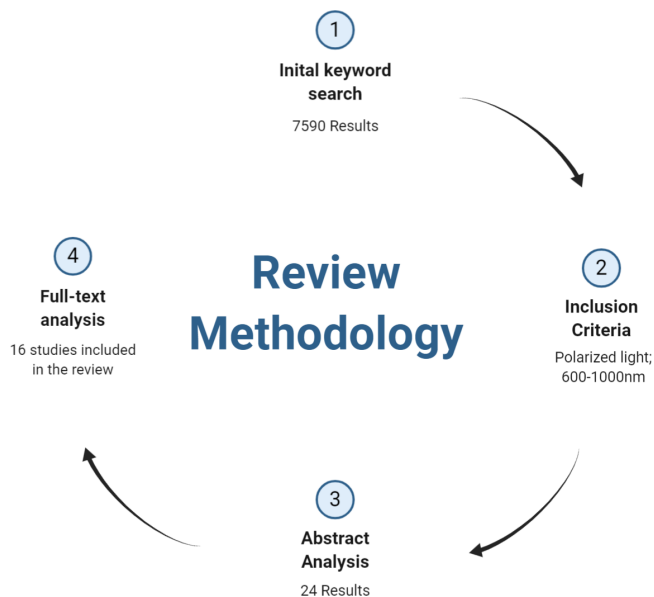 1
Inital keyword
search
7590 Results
2
Inclusion
Criteria
Polarized light;
600-1000nm
3
Abstract
Analysis
24 Results
4
Full-text
analysis
16 studies included
in the review
Review
Methodology